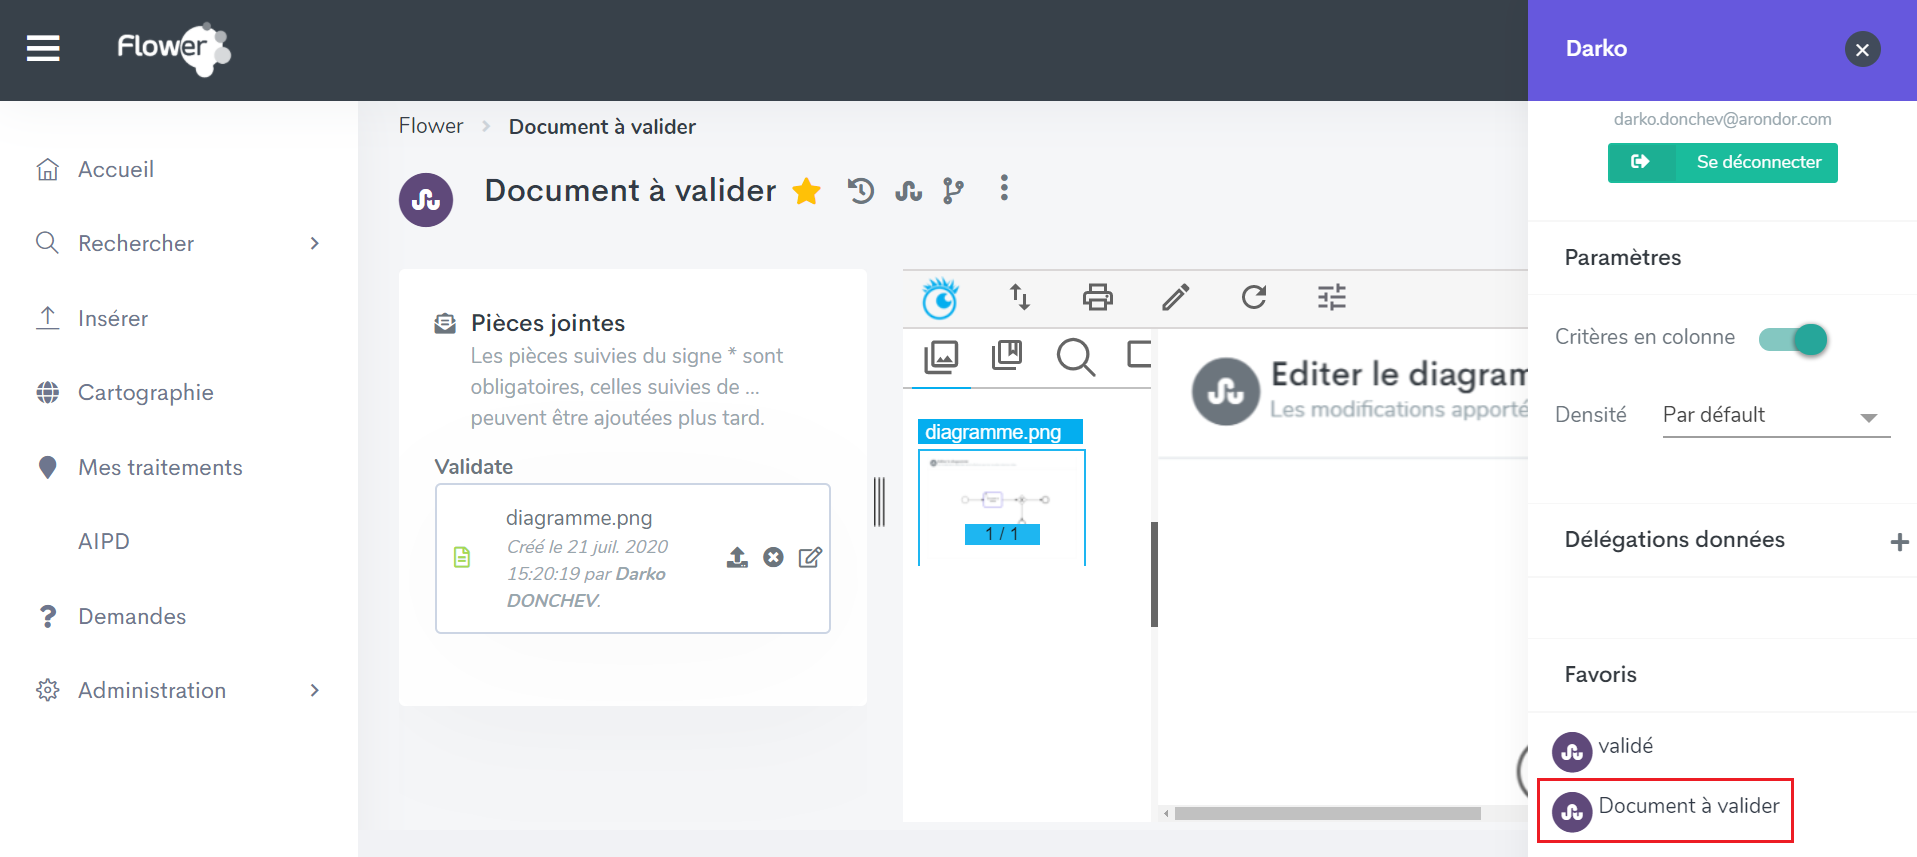 Flower
Darko
darko.donchev@arondor.com
Se déconnecter
Flower > Document à valider
Document à valider
Accueil
Rechercher
Insérer
Cartographie
Mes traitements
AIPD
Demandes
Administration
Pièces jointes
Les pièces suivies du signe * sont
obligatoires, celles suivies de ...
peuvent être ajoutées plus tard.
Validate
diagramme.png
Créé le 21 juil. 2020
15:20:19 par Darko
DONCHEV.
diagramme.png
1 / 1
Editer le diagram
Les modifications apporté
Paramètres
Critères en colonne
Densité
Par défault
Délégations données
Favoris
validé
Document à valider